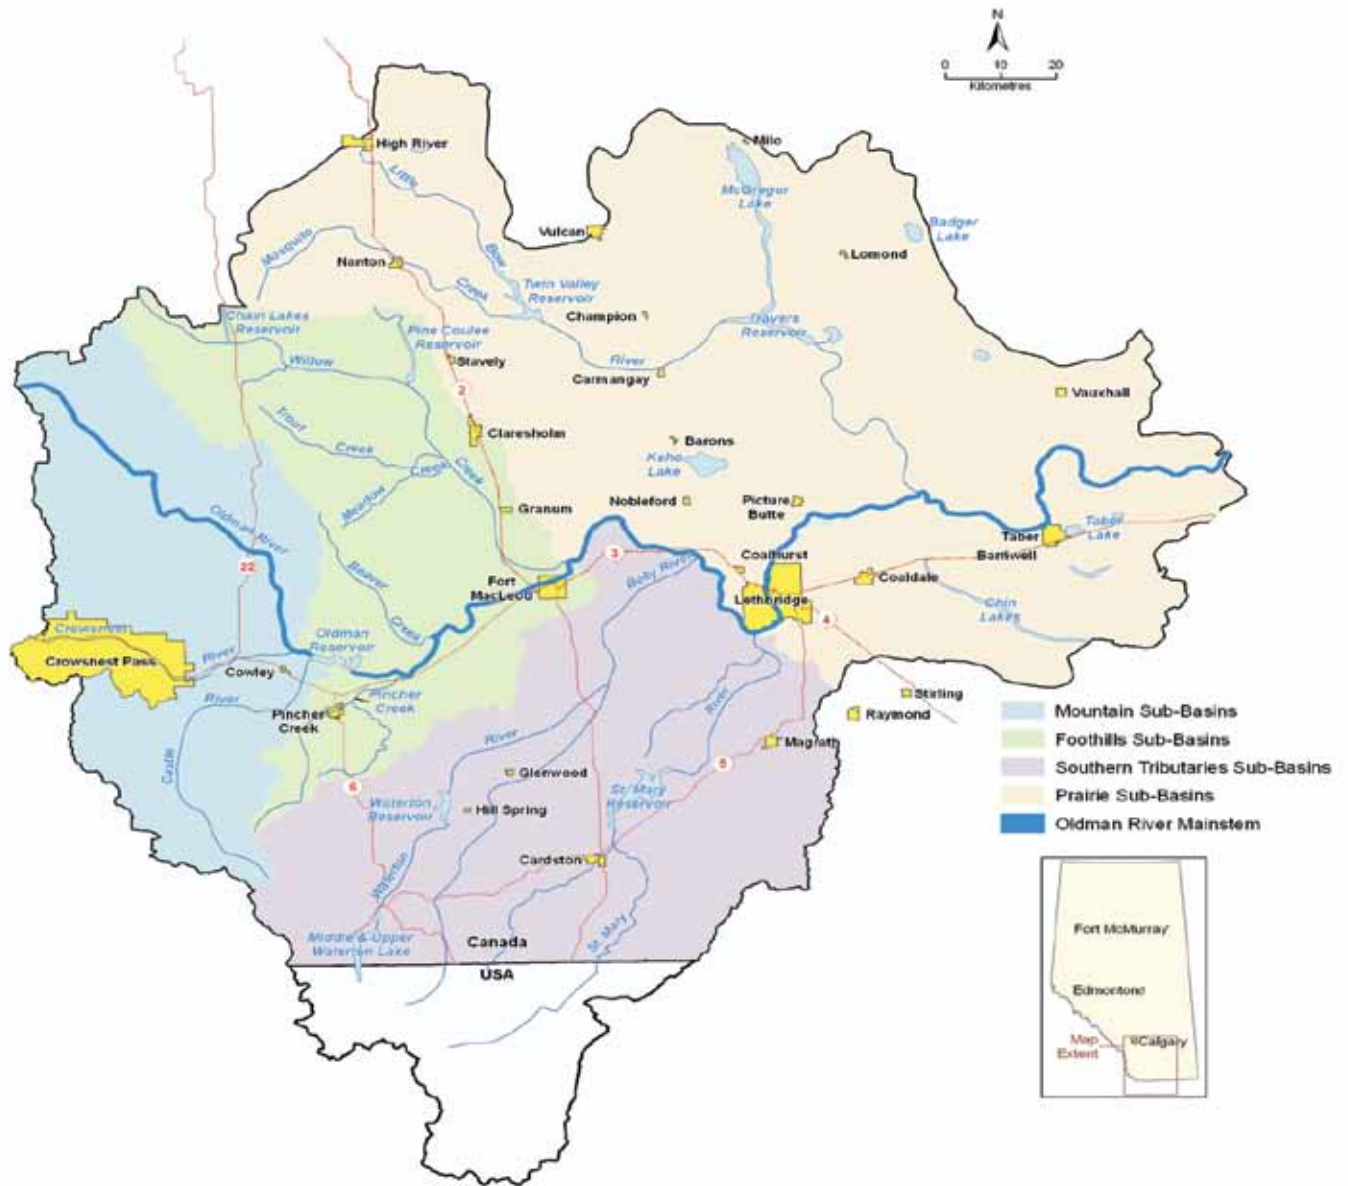 N
0 10 20
Kilometres
High River
Little
Bow
Milo
McGregor
Lake
Badger
Lake
Vulcan
Lomond
Mosquito
Nanton
Creek
Twin Valley
Reservoir
Champion
Travers
Reservoir
Chain Lakes
Reservoir
Pine Coulee
Reservoir
Willow
Stavely
River
Carmangay
2
Vauxhall
Trout
Creek
Claresholm
Barons
Keho
Lake
Meadow
Creek
Creek
Granum
Nobleford
Picture
Butte
Oldman River
Taber
Taber
Lake
Barnwell
22
Beaver
Creek
Fort
MacLeod
3
Belly River
Coalhurst
Lethbridge
Coaldale
Chin
Lakes
4
Crowsnest
River
Crowsnest Pass
Oldman
Reservoir
Cowley
Pincher
Creek
River
Pincher
Creek
Castle
River
Stirling
Raymond
Magrath
River
Glenwood
5
6
Waterton
Reservoir
Hill Spring
St. Mary
Reservoir
Cardston
Waterton
St. Mary
Middle & Upper
Waterton Lake
Canada
USA
Mountain Sub-Basins
Foothills Sub-Basins
Southern Tributaries Sub-Basins
Prairie Sub-Basins
Oldman River Mainstem
Fort McMurray
Edmonton
Calgary
Map
Extent